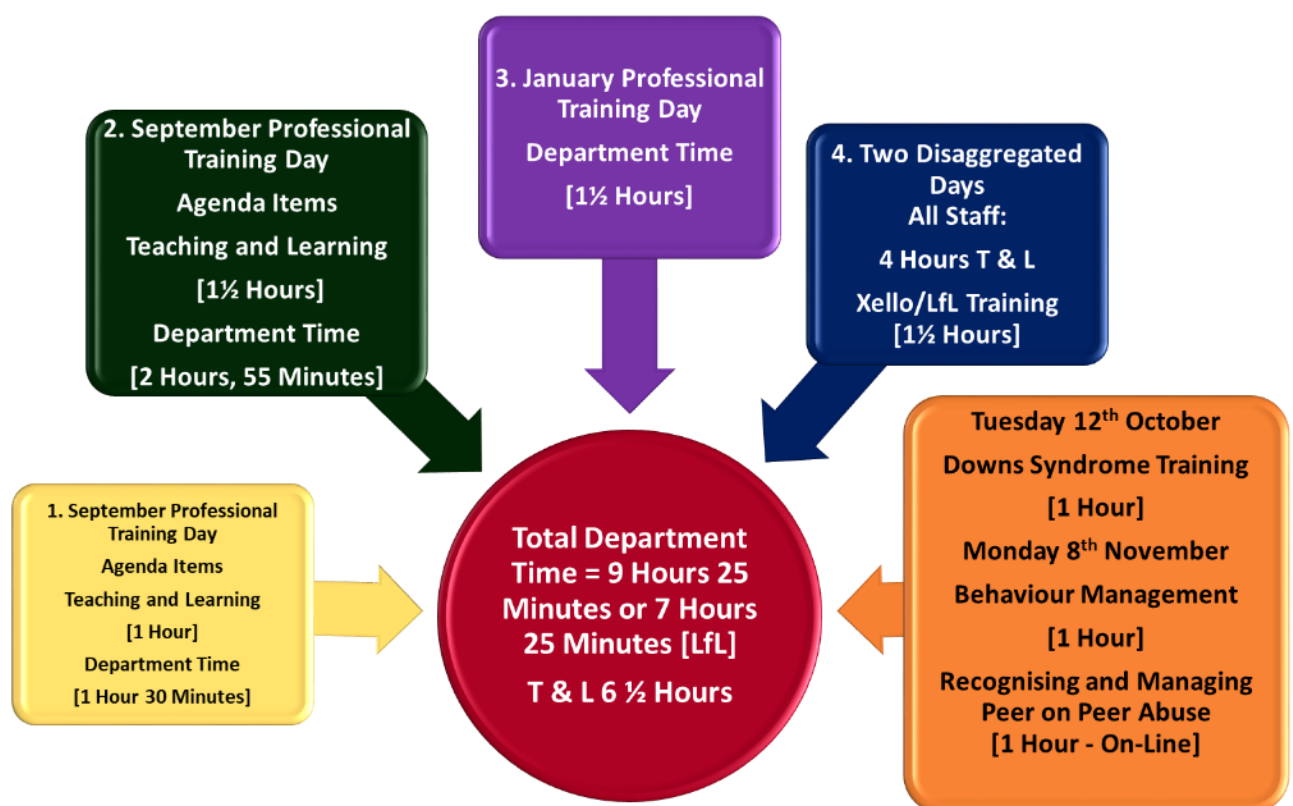 1. September Professional
Training Day
Agenda Items
Teaching and Learning
[1 Hour]
Department Time
[1 Hour 30 Minutes]
2. September Professional
Training Day
Agenda Items
Teaching and Learning
[1½ Hours]
Department Time
[2 Hours, 55 Minutes]
3. January Professional
Training Day
Department Time
[1½ Hours]
4. Two Disaggregated
Days
All Staff:
4 Hours T & L
Xello/LfL Training
[1½ Hours]
Tuesday 12th October
Downs Syndrome Training
[1 Hour]
Monday 8th November
Behaviour Management
[1 Hour]
Recognising and Managing
Peer on Peer Abuse
[1 Hour - On-Line]
Total Department
Time = 9 Hours 25
Minutes or 7 Hours
25 Minutes [LfL]
T & L 6 ½ Hours